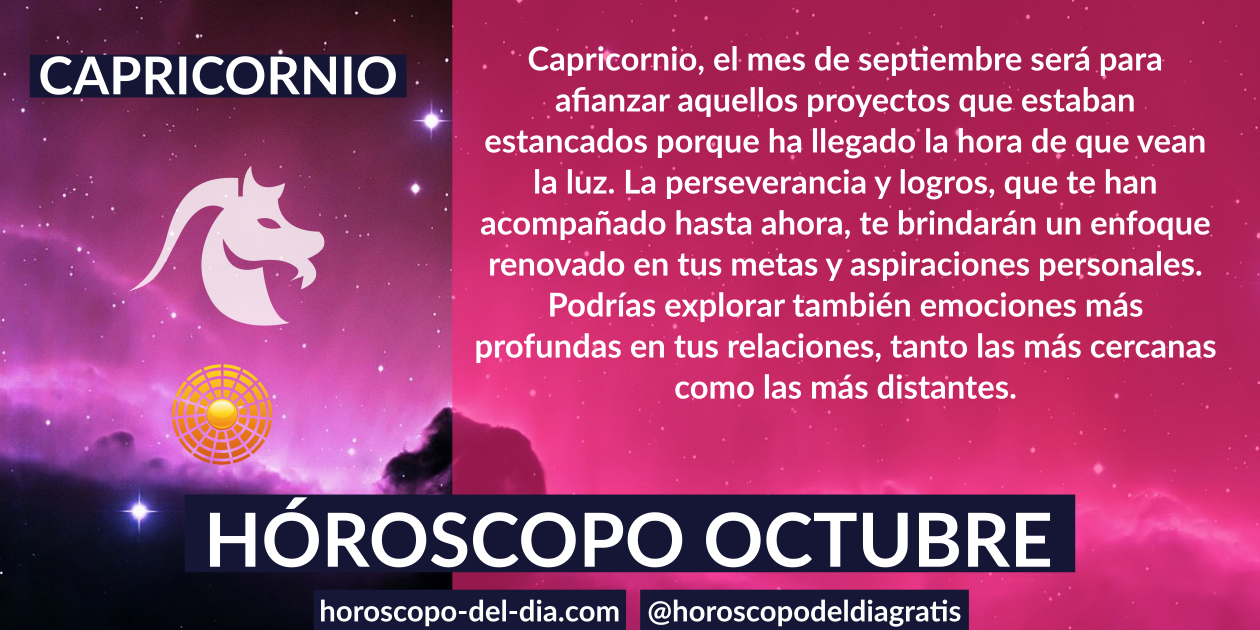 CAPRICORNIO
Capricornio, el mes de septiembre será para
afianzar aquellos proyectos que estaban
estancados porque ha llegado la hora de que vean
la luz. La perseverancia y logros, que te han
acompañado hasta ahora, te brindarán un enfoque
renovado en tus metas y aspiraciones personales.
Podrías explorar también emociones más
profundas en tus relaciones, tanto las más cercanas
como las más distantes.
HÓROSCOPO OCTUBRE
horoscopo-del-dia.com
@horoscopodeldiagratis